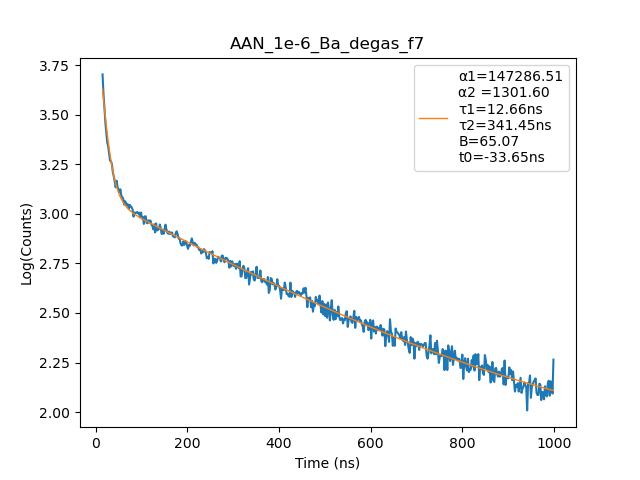 AAN_1e-6_Ba_degas_f7
α1=147286.51
α2 =1301.60
τ1=12.66ns
τ2=341.45ns
B=65.07
t0=-33.65ns
Log(Counts)
3.75
3.50
3.25
3.00
2.75
2.50
2.25
2.00
0 200 400 600 800 1000
Time (ns)